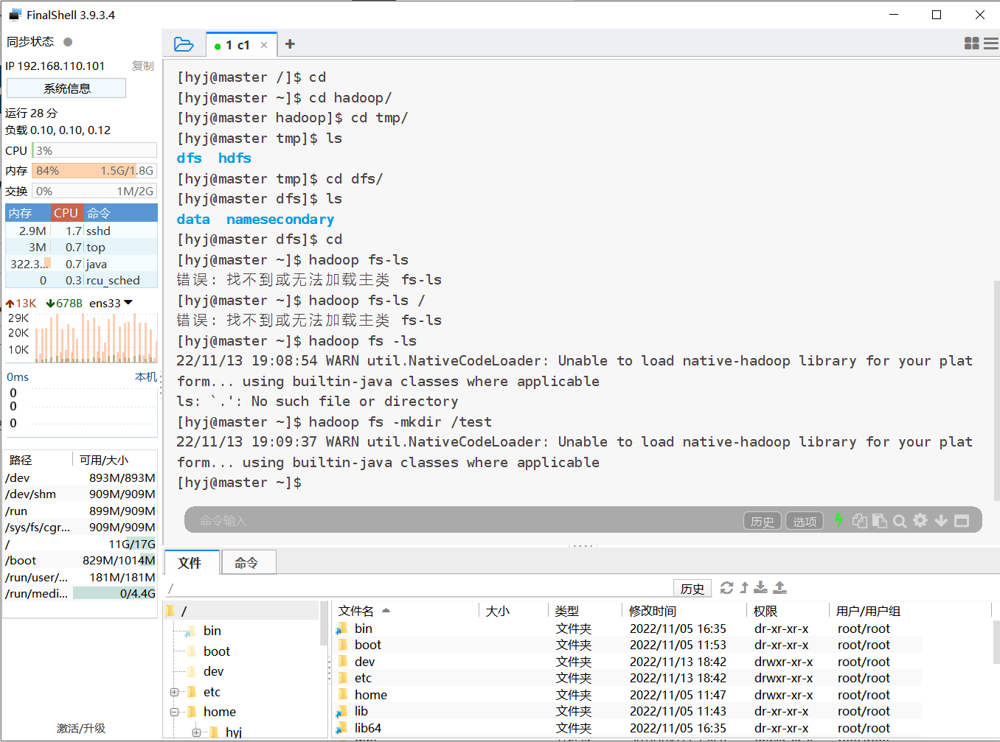 FinalShell 3.9.3.4
同步状态
IP 192.168.110.101 复制
系统信息
运行 28 分
负载 0.10, 0.10, 0.12
CPU 3%
内存 84% 1.5G/1.8G
交换 0% 1M/2G
内存 CPU 命令
2.9M 1.7 sshd
3M 0.7 top
322.3... 0.7 java
0 0.3 rcu_sched
13K 678B ens33
29K
20K
10K
0ms 本机
0
0
0
路径 可用/大小
/dev 893M/893M
/dev/shm 909M/909M
/run 899M/909M
/sys/fs/cgr... 909M/909M
/ 11G/17G
/boot 829M/1014M
/run/user/... 181M/181M
/run/medi... 0/4.4G
激活/升级
1 c1 × +
[hyj@master /]$ cd
[hyj@master ~]$ cd hadoop/
[hyj@master hadoop]$ cd tmp/
[hyj@master tmp]$ ls
dfs hdfs
[hyj@master tmp]$ cd dfs/
[hyj@master dfs]$ ls
data namesecondary
[hyj@master dfs]$ cd
[hyj@master ~]$ hadoop fs-ls
错误: 找不到或无法加载主类 fs-ls
[hyj@master ~]$ hadoop fs-ls /
错误: 找不到或无法加载主类 fs-ls
[hyj@master ~]$ hadoop fs -ls
22/11/13 19:08:54 WARN util.NativeCodeLoader: Unable to load native-hadoop library for your plat
form... using builtin-java classes where applicable
ls: `.': No such file or directory
[hyj@master ~]$ hadoop fs -mkdir /test
22/11/13 19:09:37 WARN util.NativeCodeLoader: Unable to load native-hadoop library for your plat
form... using builtin-java classes where applicable
[hyj@master ~]$
命令输入 历史 选项
文件 命令
/ 历史
/
bin
boot
dev
etc
home
hyj
文件名 大小 类型 修改时间 权限 用户/用户组
bin 文件夹 2022/11/05 16:35 dr-xr-xr-x root/root
boot 文件夹 2022/11/05 11:53 dr-xr-xr-x root/root
dev 文件夹 2022/11/13 18:42 drwxr-xr-x root/root
etc 文件夹 2022/11/13 18:42 drwxr-xr-x root/root
home 文件夹 2022/11/05 11:47 drwxr-xr-x root/root
lib 文件夹 2022/11/05 11:43 dr-xr-xr-x root/root
lib64 文件夹 2022/11/05 16:35 dr-xr-xr-x root/root